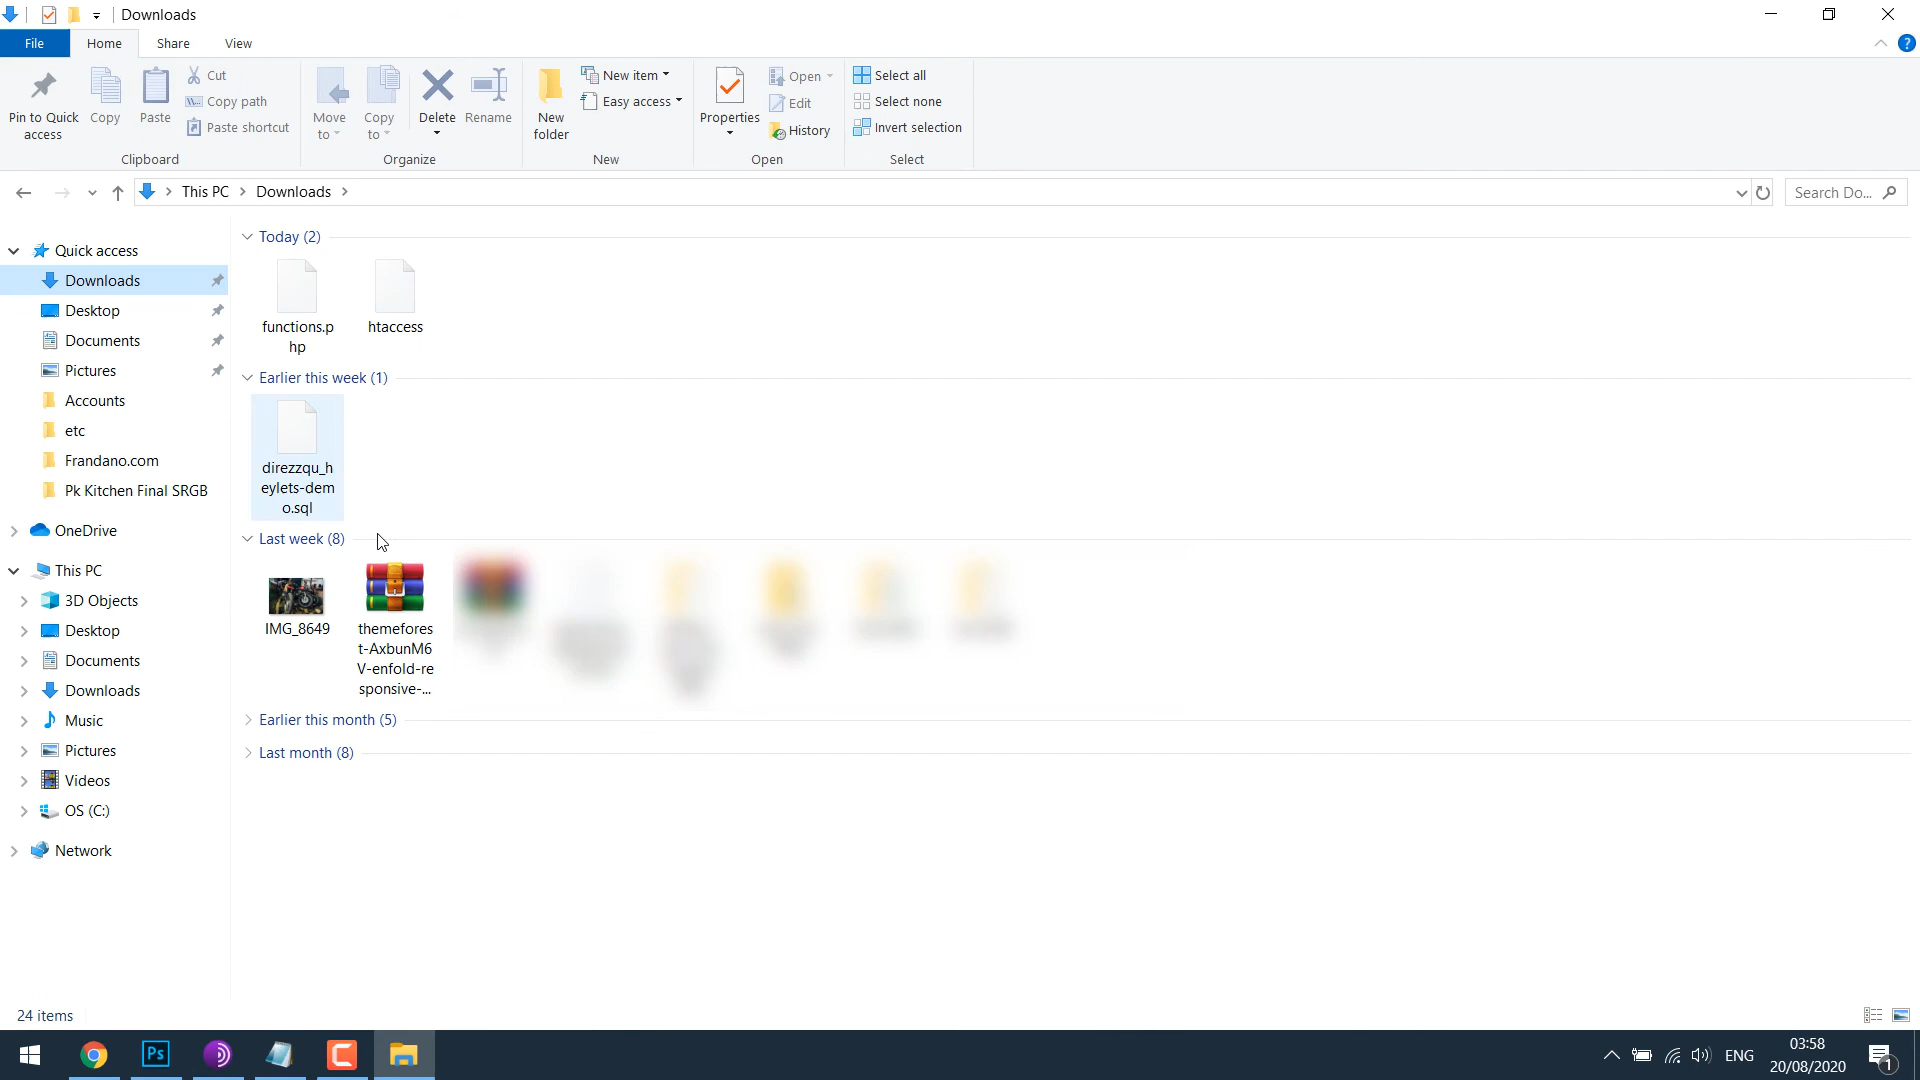 Downloads
File Home Share View
Pin to Quick access
Copy
Paste
Cut
Copy path
Paste shortcut
Clipboard
Move to
Copy to
Delete
Rename
Organize
New folder
New item
Easy access
New
Properties
Open
Edit
History
Open
Select all
Select none
Invert selection
Select
This PC Downloads
Search Do...
Quick access
Downloads
Desktop
Documents
Pictures
Accounts
etc
Frandano.com
Pk Kitchen Final SRGB
OneDrive
This PC
3D Objects
Desktop
Documents
Downloads
Music
Pictures
Videos
OS (C:)
Network
Today (2)
functions.p
hp
htaccess
Earlier this week (1)
direzzqu_h
eylets-dem
o.sql
Last week (8)
IMG_8649
themefores
t-AxbunM6
V-enfold-re
sponsive-...
Earlier this month (5)
Last month (8)
24 items
Ps
ENG
03:58
20/08/2020
1